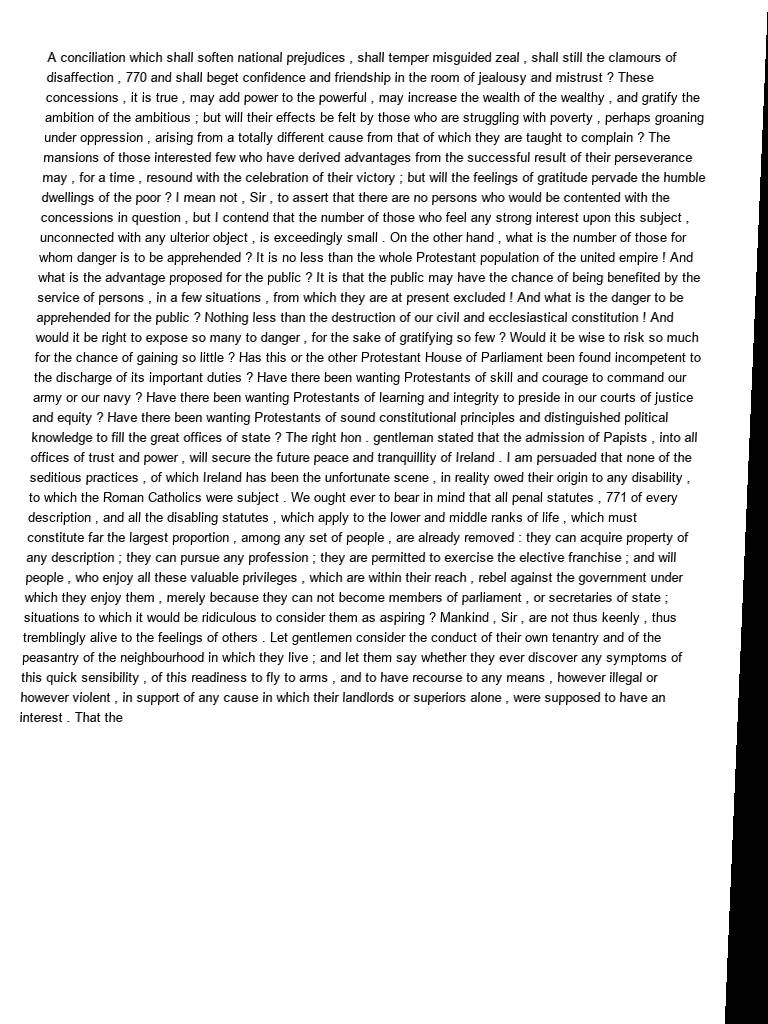 A conciliation which shall soften national prejudices , shall temper misguided zeal , shall still the clamours of
disaffection , 770 and shall beget confidence and friendship in the room of jealousy and mistrust ? These
concessions , it is true , may add power to the powerful , may increase the wealth of the wealthy , and gratify the
ambition of the ambitious ; but will their effects be felt by those who are struggling with poverty , perhaps groaning
under oppression , arising from a totally different cause from that of which they are taught to complain ? The
mansions of those interested few who have derived advantages from the successful result of their perseverance
may , for a time , resound with the celebration of their victory ; but will the feelings of gratitude pervade the humble
dwellings of the poor ? I mean not , Sir , to assert that there are no persons who would be contented with the
concessions in question , but I contend that the number of those who feel any strong interest upon this subject ,
unconnected with any ulterior object , is exceedingly small . On the other hand , what is the number of those for
whom danger is to be apprehended ? It is no less than the whole Protestant population of the united empire ! And
what is the advantage proposed for the public ? It is that the public may have the chance of being benefited by the
service of persons , in a few situations , from which they are at present excluded ! And what is the danger to be
apprehended for the public ? Nothing less than the destruction of our civil and ecclesiastical constitution ! And
would it be right to expose so many to danger , for the sake of gratifying so few ? Would it be wise to risk so much
for the chance of gaining so little ? Has this or the other Protestant House of Parliament been found incompetent to
the discharge of its important duties ? Have there been wanting Protestants of skill and courage to command our
army or our navy ? Have there been wanting Protestants of learning and integrity to preside in our courts of justice
and equity ? Have there been wanting Protestants of sound constitutional principles and distinguished political
knowledge to fill the great offices of state ? The right hon . gentleman stated that the admission of Papists , into all
offices of trust and power , will secure the future peace and tranquillity of Ireland . I am persuaded that none of the
seditious practices , of which Ireland has been the unfortunate scene , in reality owed their origin to any disability ,
to which the Roman Catholics were subject . We ought ever to bear in mind that all penal statutes , 771 of every
description , and all the disabling statutes , which apply to the lower and middle ranks of life , which must
constitute far the largest proportion , among any set of people , are already removed : they can acquire property of
any description ; they can pursue any profession ; they are permitted to exercise the elective franchise ; and will
people , who enjoy all these valuable privileges , which are within their reach , rebel against the government under
which they enjoy them , merely because they can not become members of parliament , or secretaries of state ;
situations to which it would be ridiculous to consider them as aspiring ? Mankind , Sir , are not thus keenly , thus
tremblingly alive to the feelings of others . Let gentlemen consider the conduct of their own tenantry and of the
peasantry of the neighbourhood in which they live ; and let them say whether they ever discover any symptoms of
this quick sensibility , of this readiness to fly to arms , and to have recourse to any means , however illegal or
however violent , in support of any cause in which their landlords or superiors alone , were supposed to have an
interest . That the